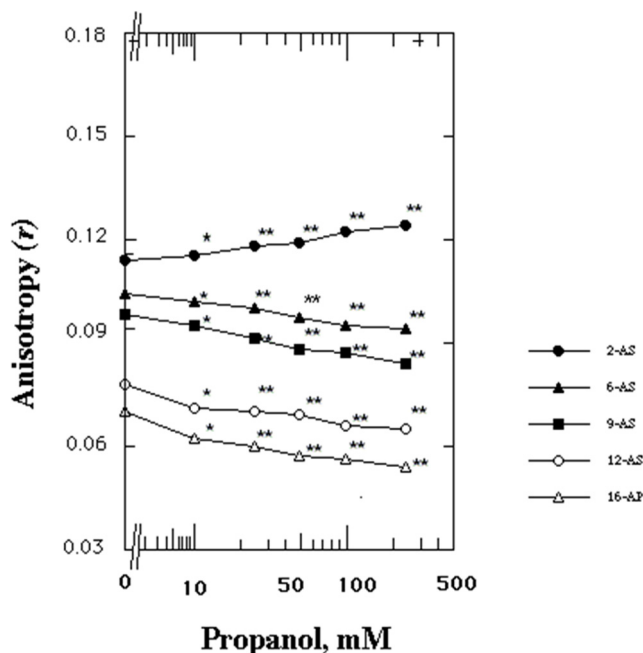 0.18
0.15
0.12
0.09
0.06
0.03
Anisotropy (r)
* ** ** ** **
* ** ** ** **
* * ** ** **
* ** ** ** **
* ** ** ** **
0 10 50 100 500
Propanol, mM
2-AS
6-AS
9-AS
12-AS
16-AP